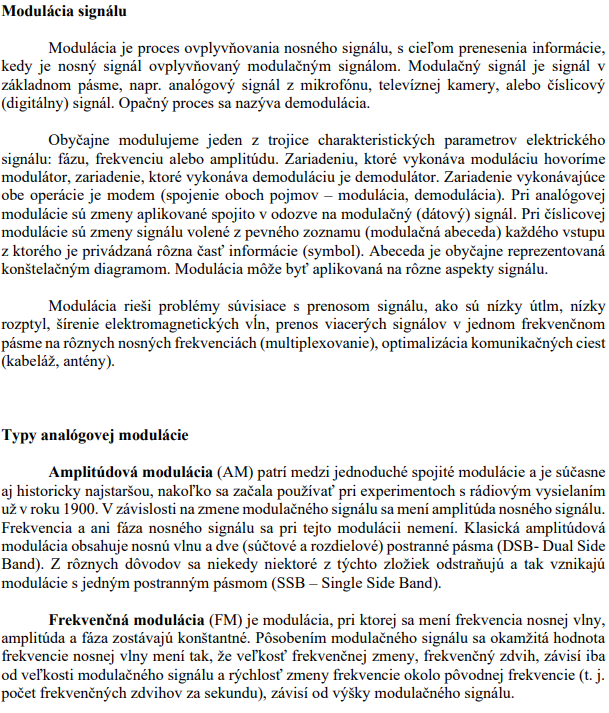 Modulácia signálu
Modulácia je proces ovplyvňovania nosného signálu, s cieľom prenesenia informácie,
kedy je nosný signál ovplyvňovaný modulačným signálom. Modulačný signál je signál v
základnom pásme, napr. analógový signál z mikrofónu, televíznej kamery, alebo číslicový
(digitálny) signál. Opačný proces sa nazýva demodulácia.
Obyčajne modulujeme jeden z trojice charakteristických parametrov elektrického
signálu: fázu, frekvenciu alebo amplitúdu. Zariadeniu, ktoré vykonáva moduláciu hovoríme
modulátor, zariadenie, ktoré vykonáva demoduláciu je demodulátor. Zariadenie vykonávajúce
obe operácie je modem (spojenie oboch pojmov – modulácia, demodulácia). Pri analógovej
modulácie sú zmeny aplikované spojito v odozve na modulačný (dátový) signál. Pri číslicovej
modulácie sú zmeny signálu volené z pevného zoznamu (modulačná abeceda) každého vstupu
z ktorého je privádzaná rôzna časť informácie (symbol). Abeceda je obyčajne reprezentovaná
konštelačným diagramom. Modulácia môže byť aplikovaná na rôzne aspekty signálu.
Modulácia rieši problémy súvisiace s prenosom signálu, ako sú nízky útlm, nízky
rozptyl, šírenie elektromagnetických vĺn, prenos viacerých signálov v jednom frekvenčnom
pásme na rôznych nosných frekvenciách (multiplexovanie), optimalizácia komunikačných ciest
(kabeláž, antény).
Typy analógovej modulácie
Amplitúdová modulácia (AM) patrí medzi jednoduché spojité modulácie a je súčasne
aj historicky najstaršou, nakoľko sa začala používať pri experimentoch s rádiovým vysielaním
už v roku 1900. V závislosti na zmene modulačného signálu sa mení amplitúda nosného signálu.
Frekvencia a ani fáza nosného signálu sa pri tejto modulácii nemení. Klasická amplitúdová
modulácia obsahuje nosnú vlnu a dve (súčtové a rozdielové) postranné pásma (DSB- Dual Side
Band). Z rôznych dôvodov sa niekedy niektoré z týchto zložiek odstraňujú a tak vznikajú
modulácie s jedným postranným pásmom (SSB – Single Side Band).
Frekvenčná modulácia (FM) je modulácia, pri ktorej sa mení frekvencia nosnej vlny,
amplitúda a fáza zostávajú konštantné. Pôsobením modulačného signálu sa okamžitá hodnota
frekvencie nosnej vlny mení tak, že veľkosť frekvenčnej zmeny, frekvenčný zdvih, závisí iba
od veľkosti modulačného signálu a rýchlosť zmeny frekvencie okolo pôvodnej frekvencie (t. j.
počet frekvenčných zdvihov za sekundu), závisí od výšky modulačného signálu.